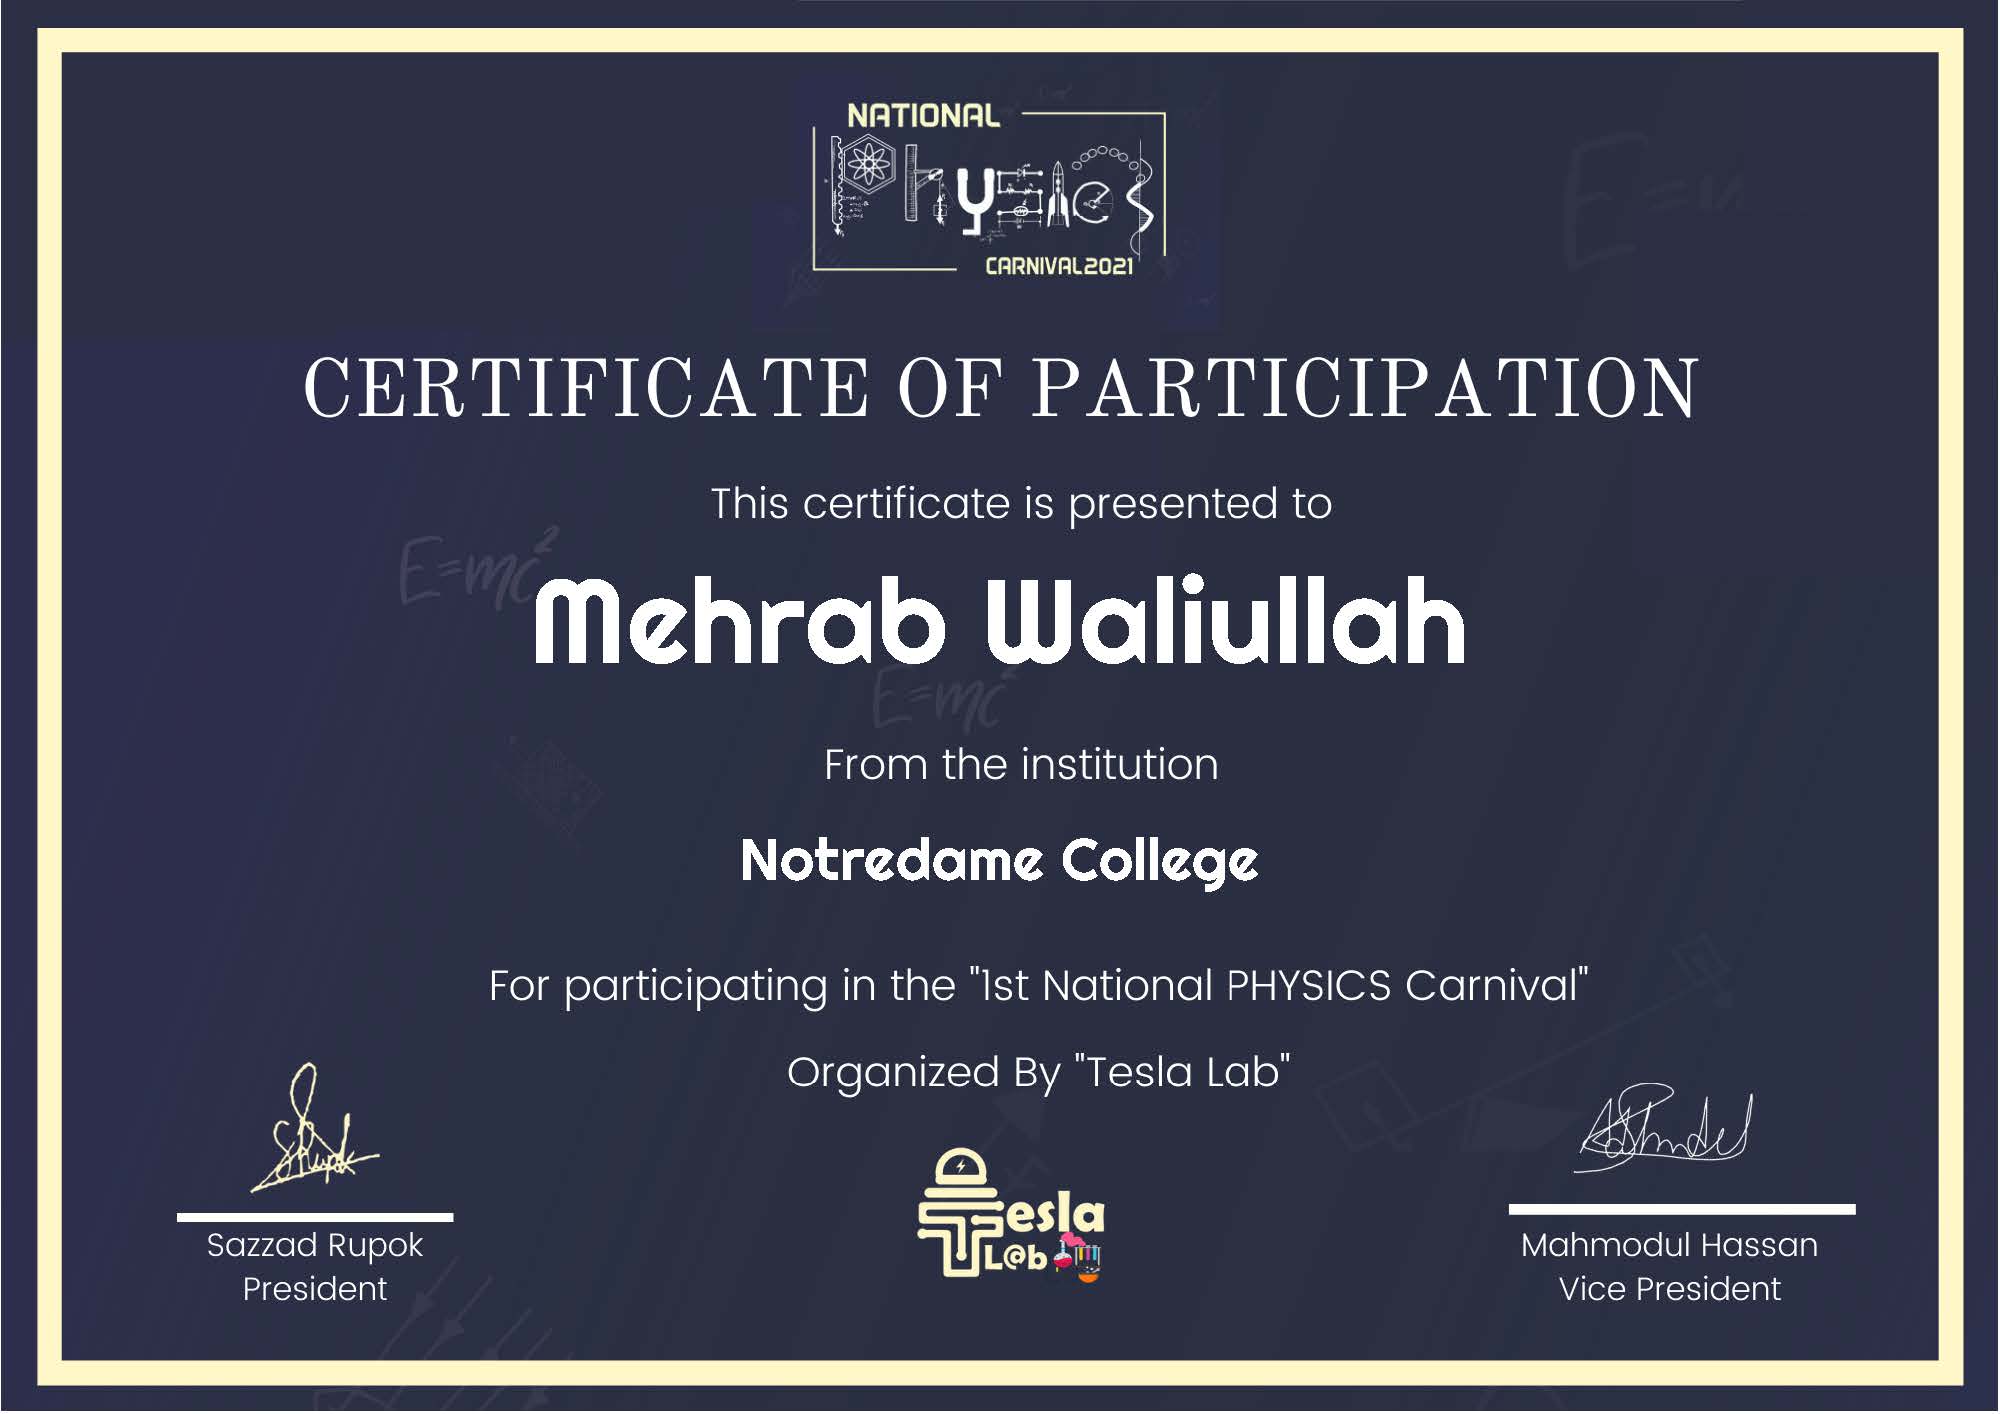 NATIONAL
Physics
CARNIVAL2021
CERTIFICATE OF PARTICIPATION
This certificate is presented to
E=mc²
Mehrab Waliullah
E=mc²
From the institution
Notredame College
For participating in the "1st National PHYSICS Carnival"
Organized By "Tesla Lab"
Tesla
L@b
Sazzad Rupok
President
Mahmodul Hassan
Vice President